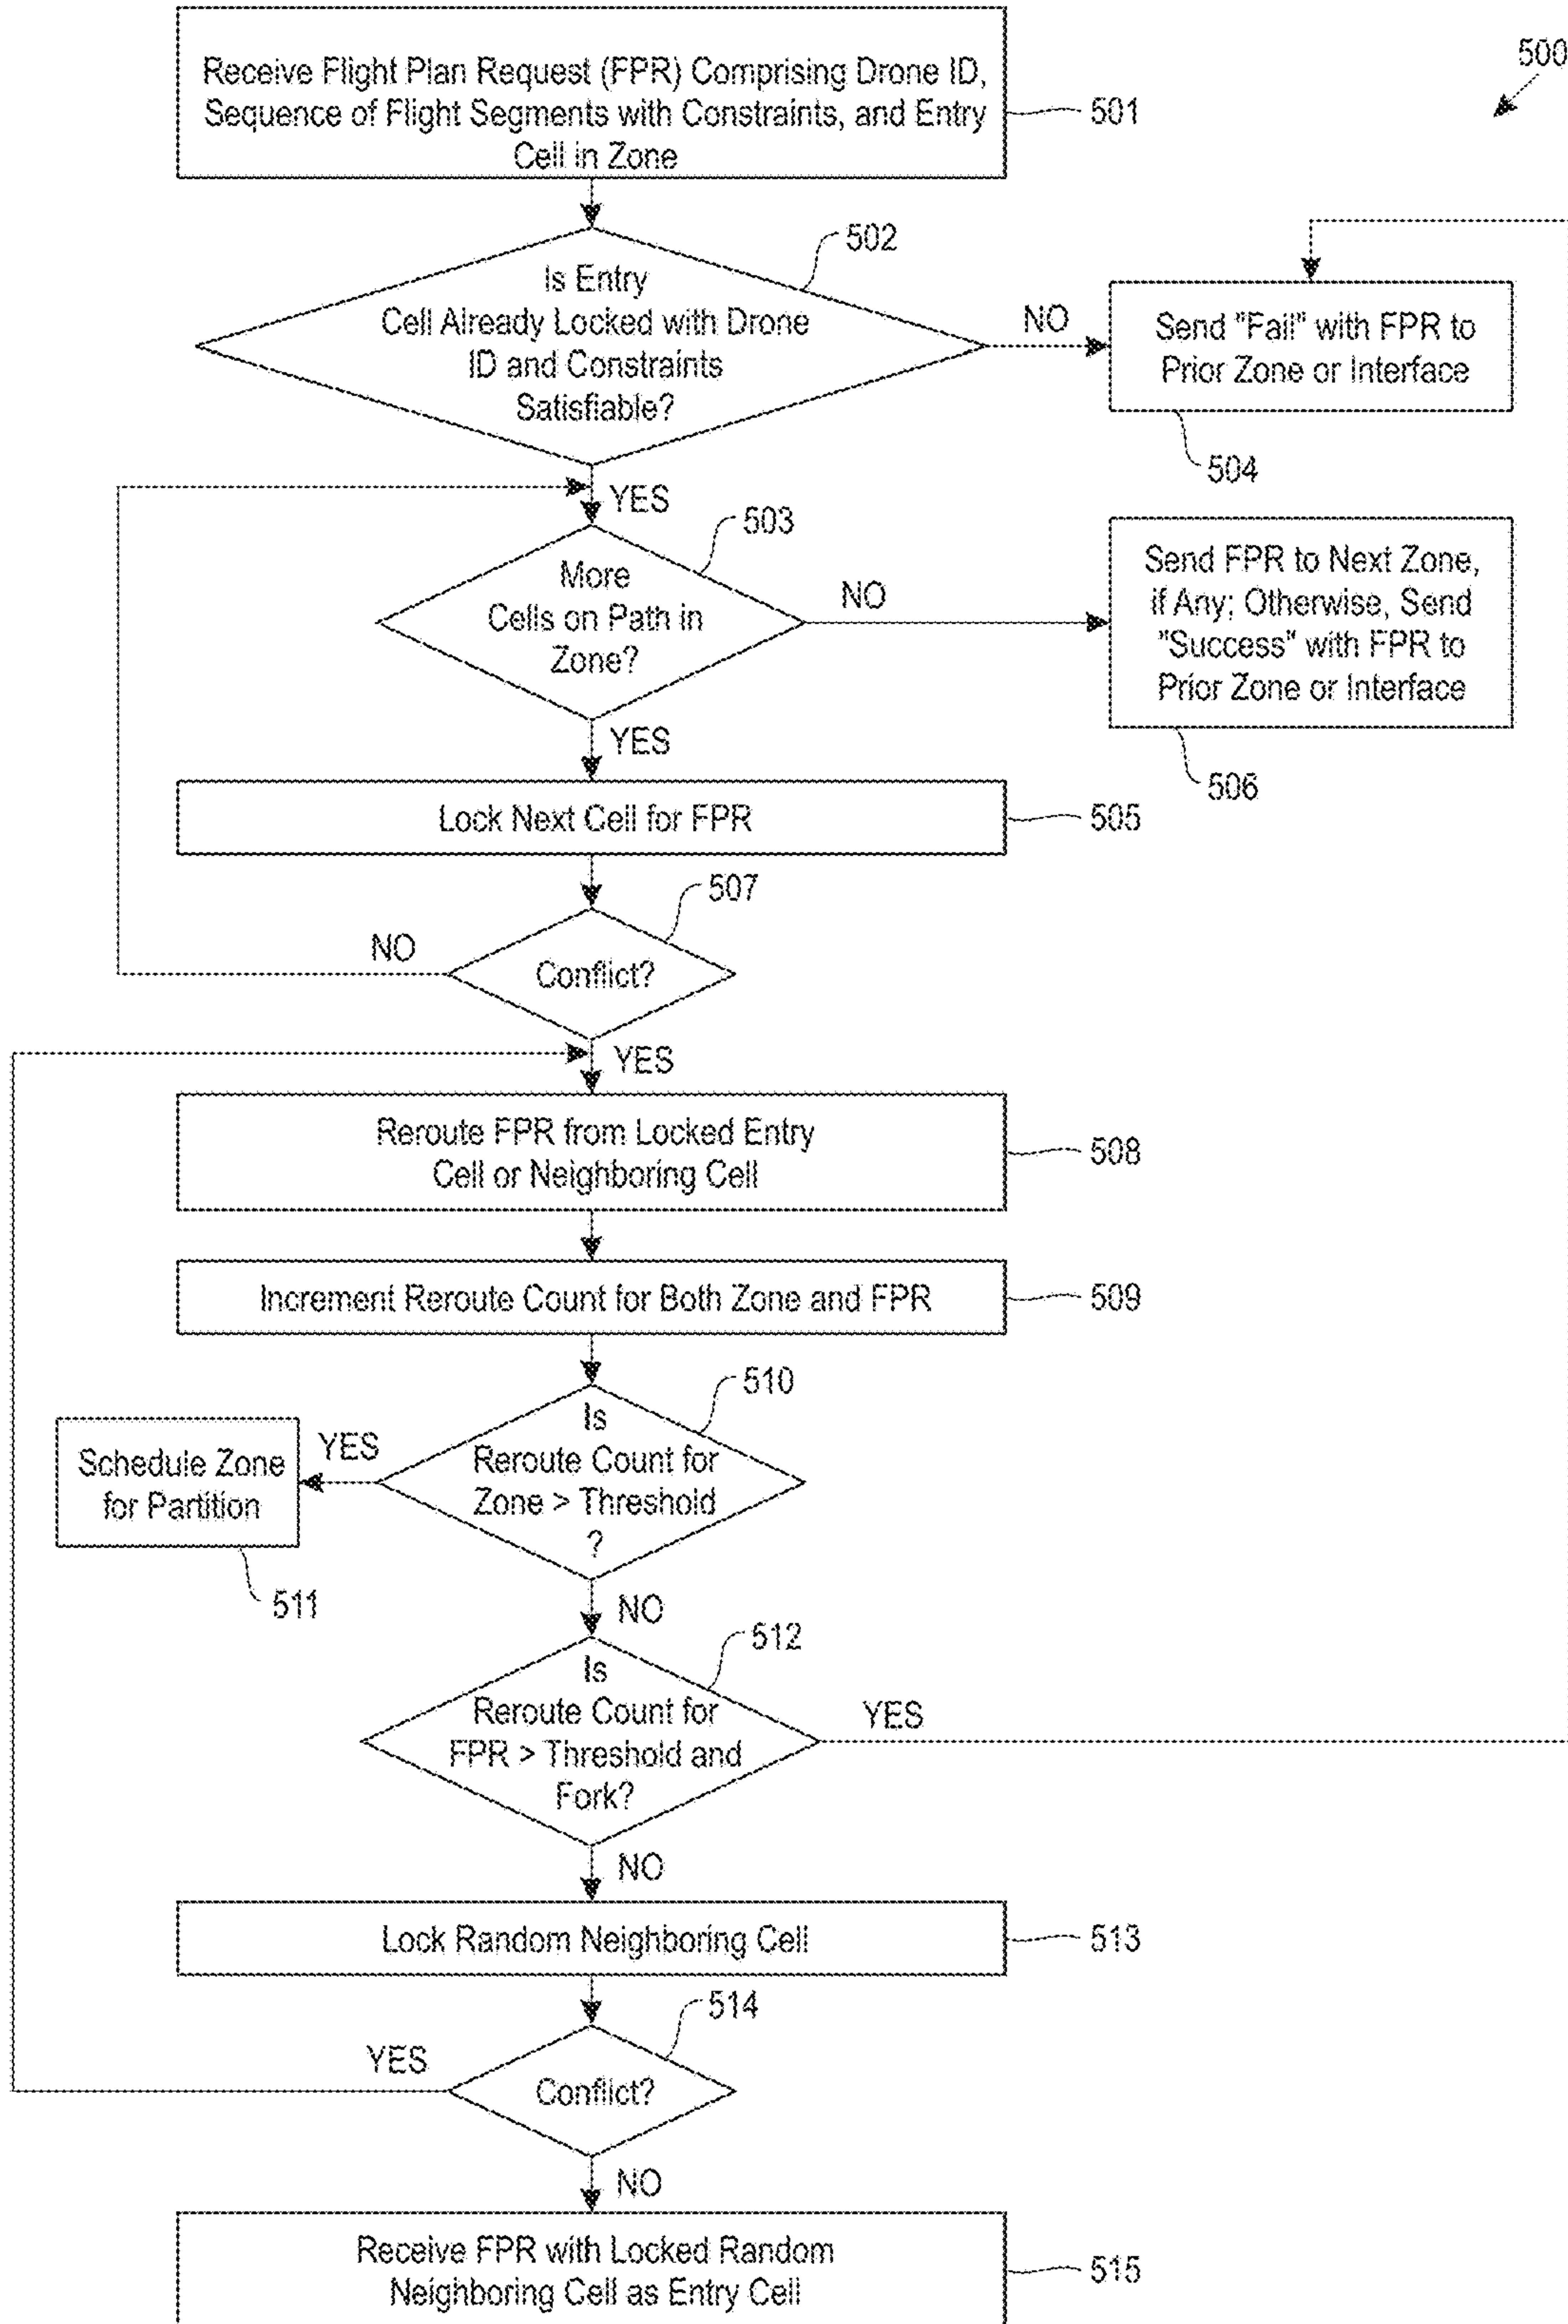 500
Receive Flight Plan Request (FPR) Comprising Drone ID,
Sequence of Flight Segments with Constraints, and Entry
Cell in Zone
501
502
Is Entry
Cell Already Locked with Drone
ID and Constraints
Satisfiable?
NO
Send "Fail" with FPR to
Prior Zone or Interface
504
YES
503
More
Cells on Path in
Zone?
NO
Send FPR to Next Zone,
if Any; Otherwise, Send
"Success" with FPR to
Prior Zone or Interface
506
YES
Lock Next Cell for FPR
505
507
Conflict?
NO
YES
Reroute FPR from Locked Entry
Cell or Neighboring Cell
508
Increment Reroute Count for Both Zone and FPR
509
510
Is
Reroute Count for
Zone > Threshold
?
YES
Schedule Zone
for Partition
511
NO
512
Is
Reroute Count for
FPR > Threshold and
Fork?
YES
NO
Lock Random Neighboring Cell
513
514
Conflict?
YES
NO
Receive FPR with Locked Random
Neighboring Cell as Entry Cell
515